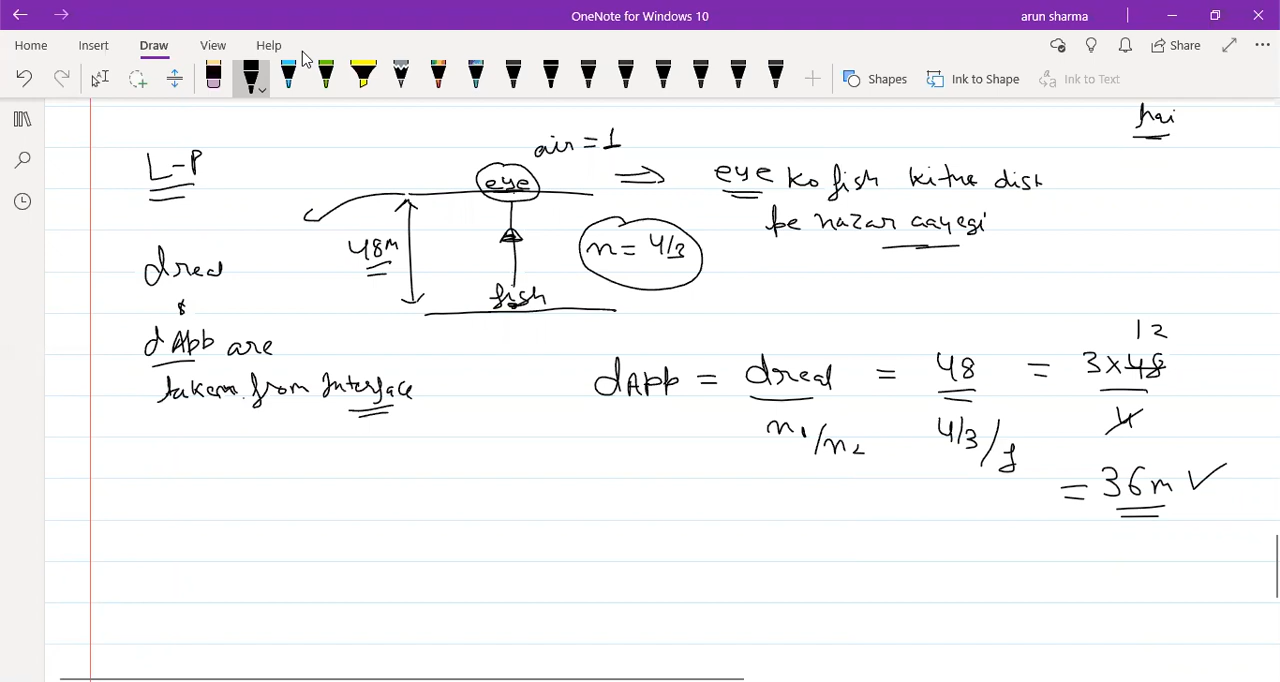 OneNote for Windows 10
arun sharma
Home Insert Draw View Help
Share
Shapes
Ink to Shape
Ink to Text
hai
L-P
air = 1
eye
⇒ eye ko fish kitne dist
pe nazar aayegi
48m
n = 4/3
fish
dreal
&
dApp are
taken from Interface
dApp = dreal / n1/n2 = 48 / 4/3/1 = 3×48 / 4
12
= 36m ✓